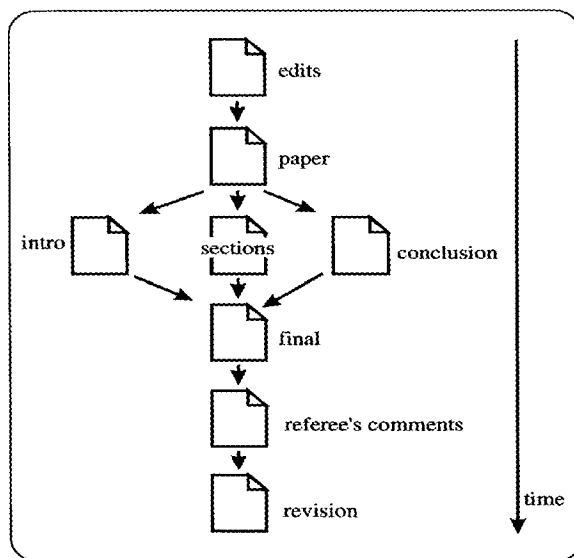 edits
paper
intro
sections
conclusion
final
referee's comments
revision
time